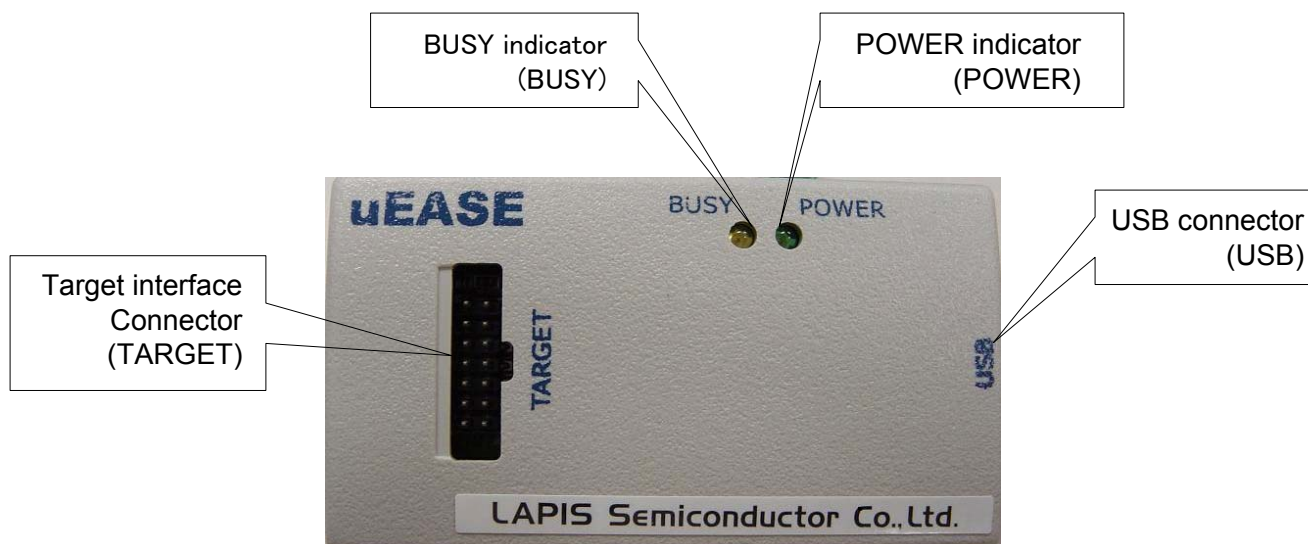 BUSY indicator
（BUSY）
POWER indicator
(POWER)
USB connector
(USB)
Target interface
Connector
(TARGET)
uEASE
BUSY
POWER
TARGET
USB
LAPIS Semiconductor Co.,Ltd.